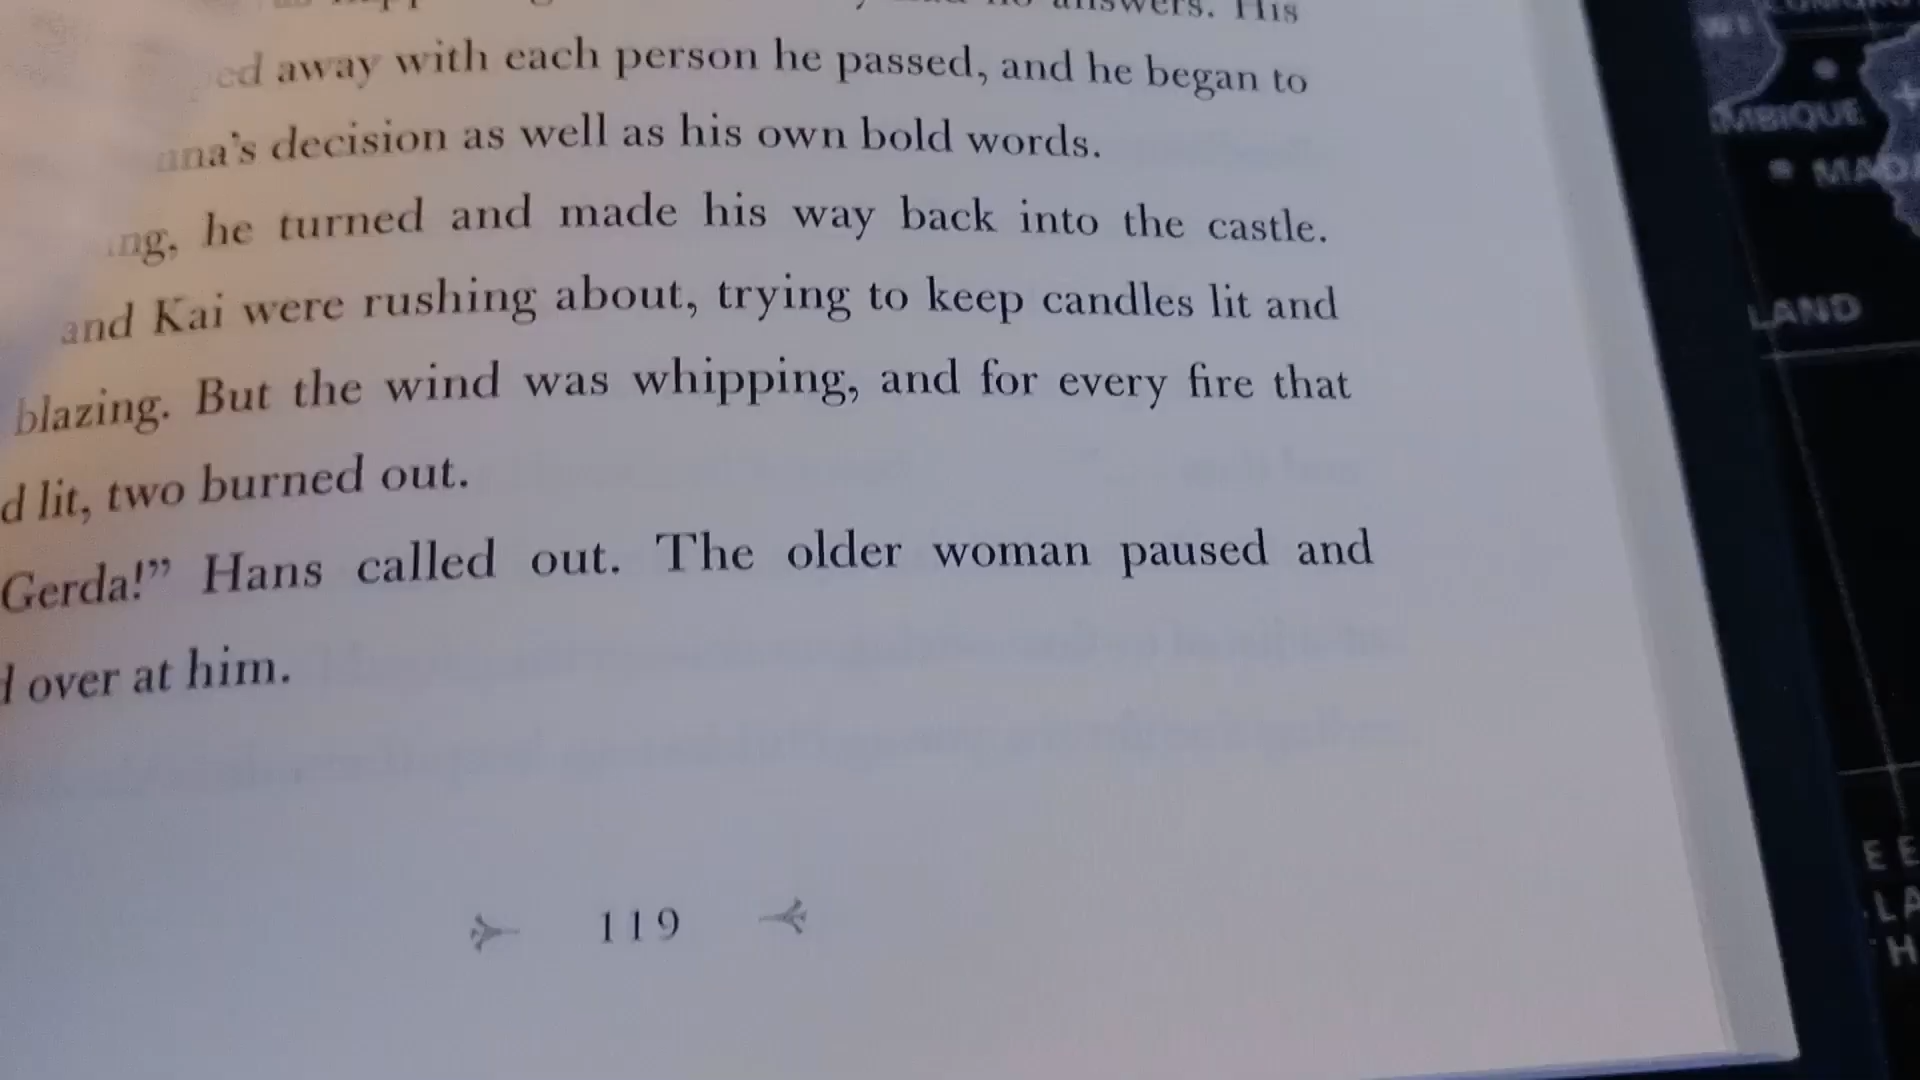 answers. His
away with each person he passed, and he began to
decision as well as his own bold words.
he turned and made his way back into the castle.
and Kai were rushing about, trying to keep candles lit and
blazing. But the wind was whipping, and for every fire that
lit, two burned out.
Gerda!” Hans called out. The older woman paused and
over at him.
119
LAND